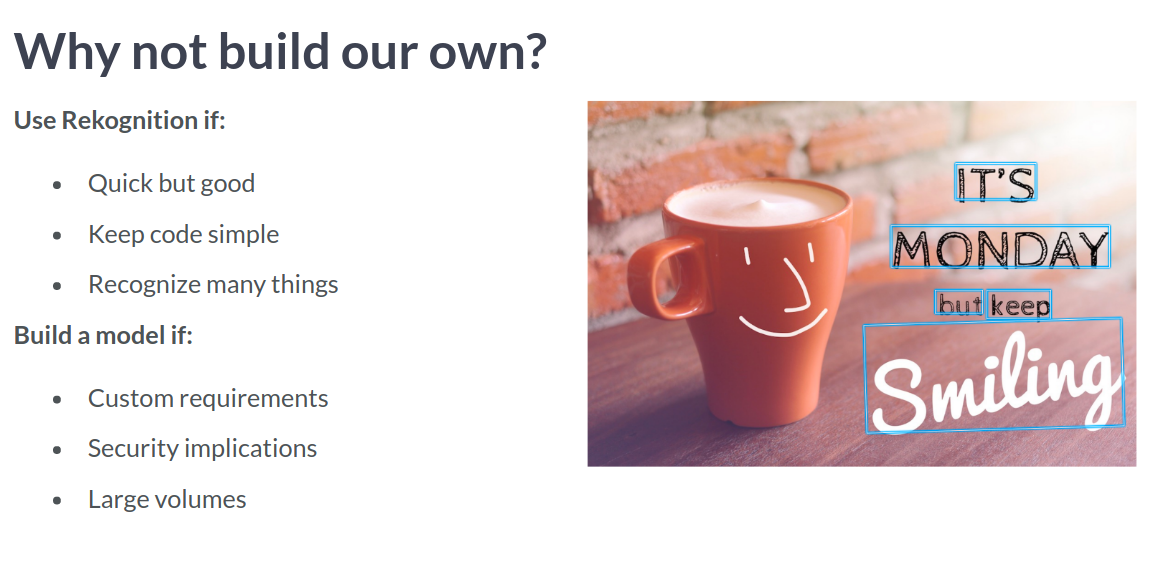 Why not build our own?
Use Rekognition if:
• Quick but good
• Keep code simple
• Recognize many things
Build a model if:
• Custom requirements
• Security implications
• Large volumes
IT'S
MONDAY
but keep
Smiling